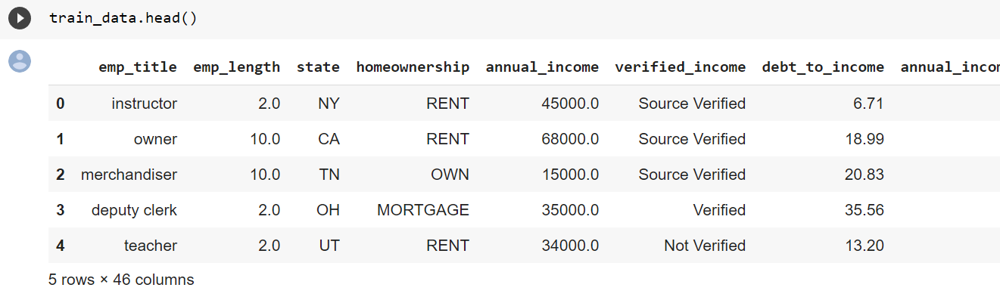 train_data.head()
emp_title emp_length state homeownership annual_income verified_income debt_to_income
0 instructor 2.0 NY RENT 45000.0 Source Verified 6.71
1 owner 10.0 CA RENT 68000.0 Source Verified 18.99
2 merchandiser 10.0 TN OWN 15000.0 Source Verified 20.83
3 deputy clerk 2.0 OH MORTGAGE 35000.0 Verified 35.56
4 teacher 2.0 UT RENT 34000.0 Not Verified 13.20
5 rows × 46 columns